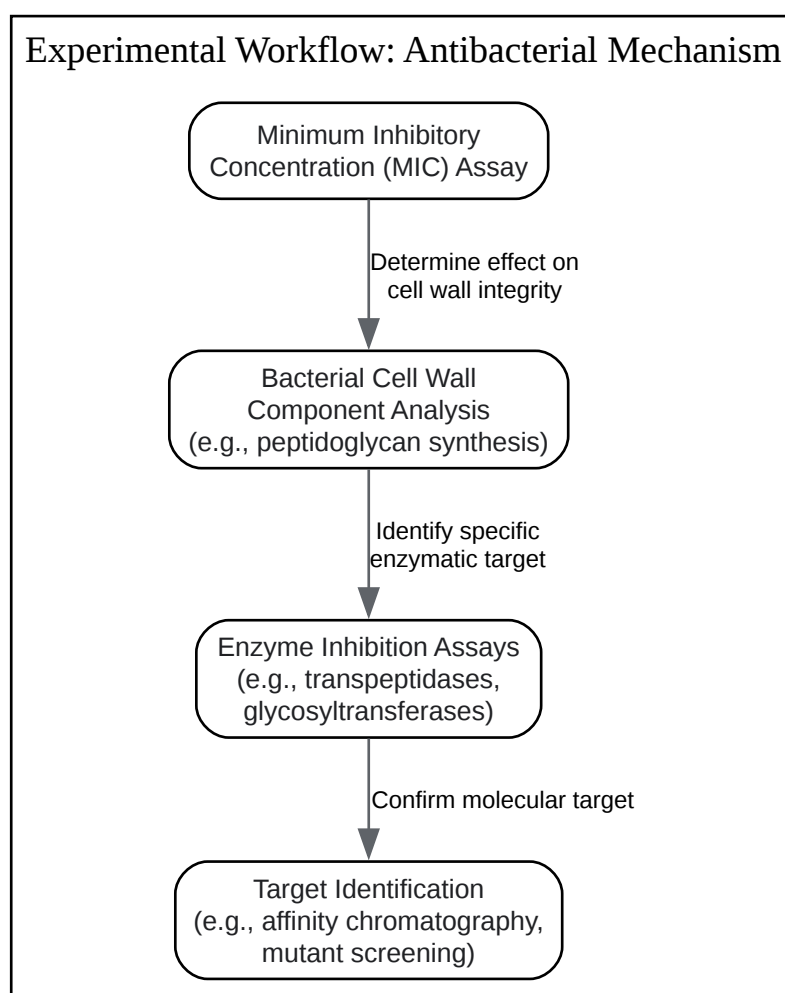 Experimental Workflow: Antibacterial Mechanism
Minimum Inhibitory
Concentration (MIC) Assay
Determine effect on
cell wall integrity
Bacterial Cell Wall
Component Analysis
(e.g., peptidoglycan synthesis)
Identify specific
enzymatic target
Enzyme Inhibition Assays
(e.g., transpeptidases,
glycosyltransferases)
Confirm molecular target
Target Identification
(e.g., affinity chromatography,
mutant screening)